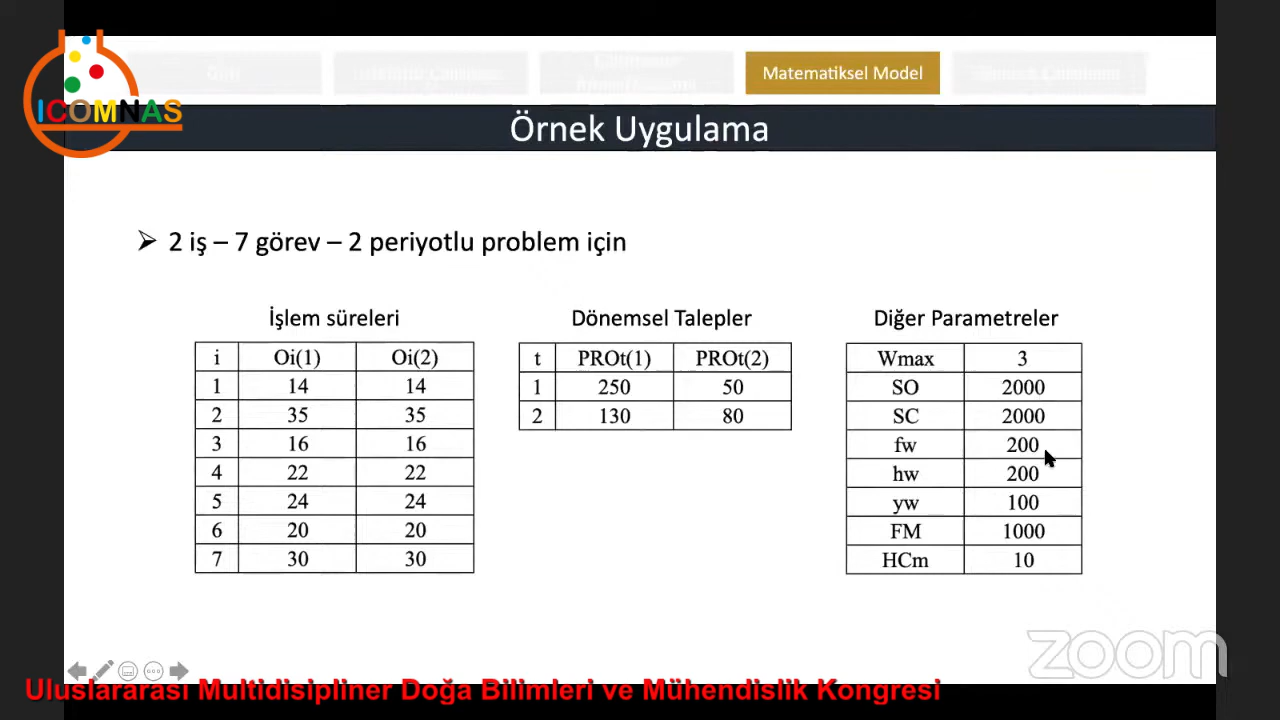 Matematiksel Model
ICOMNAS
Örnek Uygulama
➢ 2 iş – 7 görev – 2 periyotlu problem için
İşlem süreleri
i Oi(1) Oi(2)
1 14 14
2 35 35
3 16 16
4 22 22
5 24 24
6 20 20
7 30 30
Dönemsel Talepler
t PROt(1) PROt(2)
1 250 50
2 130 80
Diğer Parametreler
Wmax 3
SO 2000
SC 2000
fw 200
hw 200
yw 100
FM 1000
HCm 10
zoom
Uluslararası Multidisipliner Doğa Bilimleri ve Mühendislik Kongresi